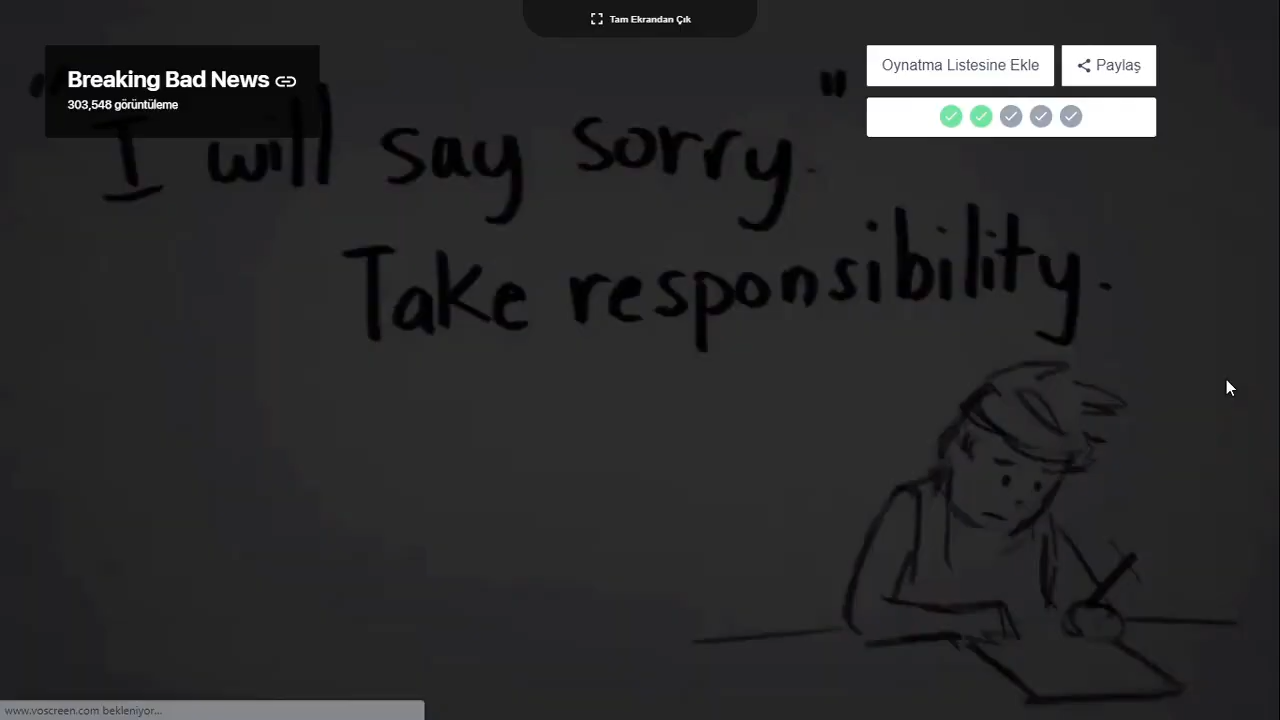 Tam Ekrandan Çık
Breaking Bad News
303,548 görüntüleme
Oynatma Listesine Ekle
Paylaş
"I will say sorry."
Take responsibility.
www.voscreen.com bekleniyor...